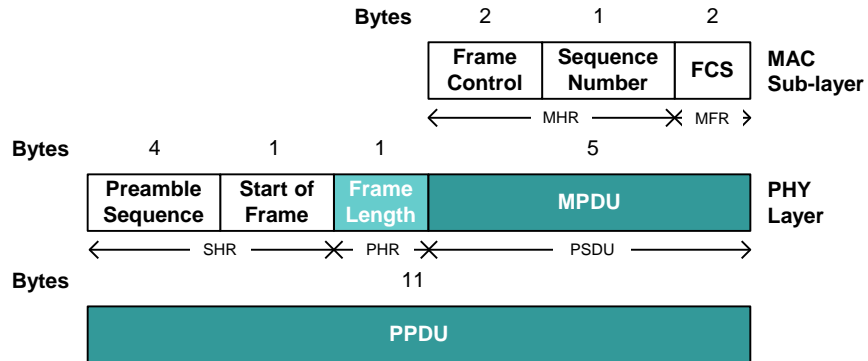 Bytes 2 1 2
Frame Control Sequence Number FCS MAC Sub-layer
MHR MFR
Bytes 4 1 1 5
Preamble Sequence Start of Frame Frame Length MPDU PHY Layer
SHR PHR PSDU
Bytes 11
PPDU